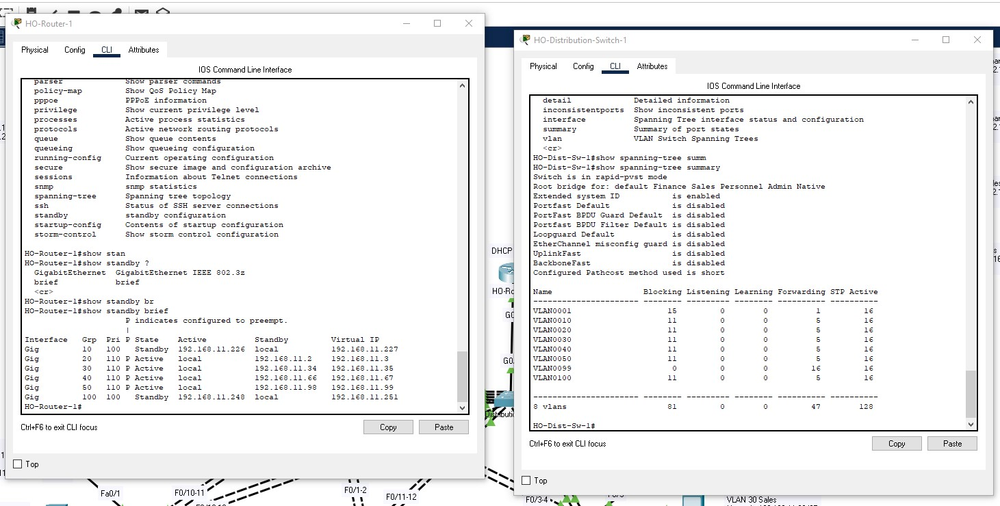 HO-Router-1
Physical Config CLI Attributes
IOS Command Line Interface
parser Show parser commands
policy-map Show QoS Policy Map
pppoe PPPoE information
privilege Show current privilege level
processes Active process statistics
protocols Active network routing protocols
queue Show queue contents
queueing Show queueing configuration
running-config Current operating configuration
secure Show secure image and configuration archive
sessions Information about Telnet connections
snmp snmp statistics
spanning-tree Spanning tree topology
ssh Status of SSH server connections
standby standby configuration
startup-config Contents of startup configuration
storm-control Show storm control configuration
HO-Router-1#show stan
HO-Router-1#show standby ?
GigabitEthernet GigabitEthernet IEEE 802.3z
brief brief
<cr>
HO-Router-1#show standby br
HO-Router-1#show standby brief
P indicates configured to preempt.
|
Interface Grp Pri P State Active Standby Virtual IP
Gig 10 100 Standby 192.168.11.226 local 192.168.11.227
Gig 20 110 P Active local 192.168.11.2 192.168.11.3
Gig 30 110 P Active local 192.168.11.34 192.168.11.35
Gig 40 110 P Active local 192.168.11.66 192.168.11.67
Gig 50 110 P Active local 192.168.11.98 192.168.11.99
Gig 100 100 Standby 192.168.11.248 local 192.168.11.251
HO-Router-1#
Ctrl+F6 to exit CLI focus
Copy Paste
Top
HO-Distribution-Switch-1
Physical Config CLI Attributes
IOS Command Line Interface
detail Detailed information
inconsistentports Show inconsistent ports
interface Spanning Tree interface status and configuration
summary Summary of port states
vlan VLAN Switch Spanning Trees
<cr>
HO-Dist-Sw-1#show spanning-tree summ
HO-Dist-Sw-1#show spanning-tree summary
Switch is in rapid-pvst mode
Root bridge for: default Finance Sales Personnel Admin Native
Extended system ID is enabled
Portfast Default is disabled
PortFast BPDU Guard Default is disabled
Portfast BPDU Filter Default is disabled
Loopguard Default is disabled
EtherChannel misconfig guard is disabled
UplinkFast is disabled
BackboneFast is disabled
Configured Pathcost method used is short
Name Blocking Listening Learning Forwarding STP Active
---------------------- -------- --------- -------- ---------- ----------
VLAN0001 15 0 0 1 16
VLAN0010 11 0 0 5 16
VLAN0020 11 0 0 5 16
VLAN0030 11 0 0 5 16
VLAN0040 11 0 0 5 16
VLAN0050 11 0 0 5 16
VLAN0099 0 0 0 16 16
VLAN0100 11 0 0 5 16
---------------------- -------- --------- -------- ---------- ----------
8 vlans 81 0 0 47 128
HO-Dist-Sw-1#
Ctrl+F6 to exit CLI focus
Copy Paste
Top
DHCP
HO-Ro
Fa0/1
F0/10-11
F0/1-2
F0/11-12
F0/3-4
VLAN 30 Sales